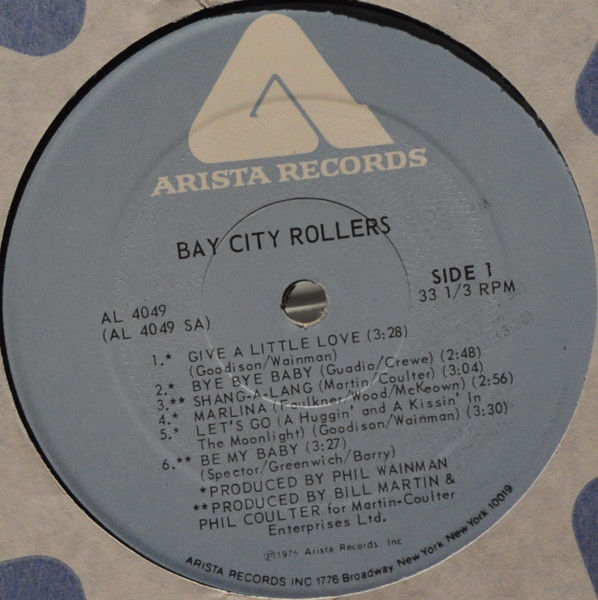 ARISTA RECORDS
BAY CITY ROLLERS
SIDE 1
33 1/3 RPM
AL 4049
(AL 4049 SA)
1.* GIVE A LITTLE LOVE (3:28)
(Goodison/Wainman)
2.* BYE BYE BABY (Guadio/Crewe) (2:48)
3.** SHANG-A-LANG (Martin/Coulter) (3:04)
4.* MARLINA (Faulkner/Wood/McKeown) (2:56)
5.* LET'S GO (A Huggin' and A Kissin' In
The Moonlight) (Goodison/Wainman) (3:30)
6.** BE MY BABY (3:27)
(Spector/Greenwich/Barry)
*PRODUCED BY PHIL WAINMAN
**PRODUCED BY BILL MARTIN &
PHIL COULTER for Martin-Coulter
Enterprises Ltd.
Ⓟ1975 Arista Records, Inc
ARISTA RECORDS INC 1776 Broadway New York New York 10019